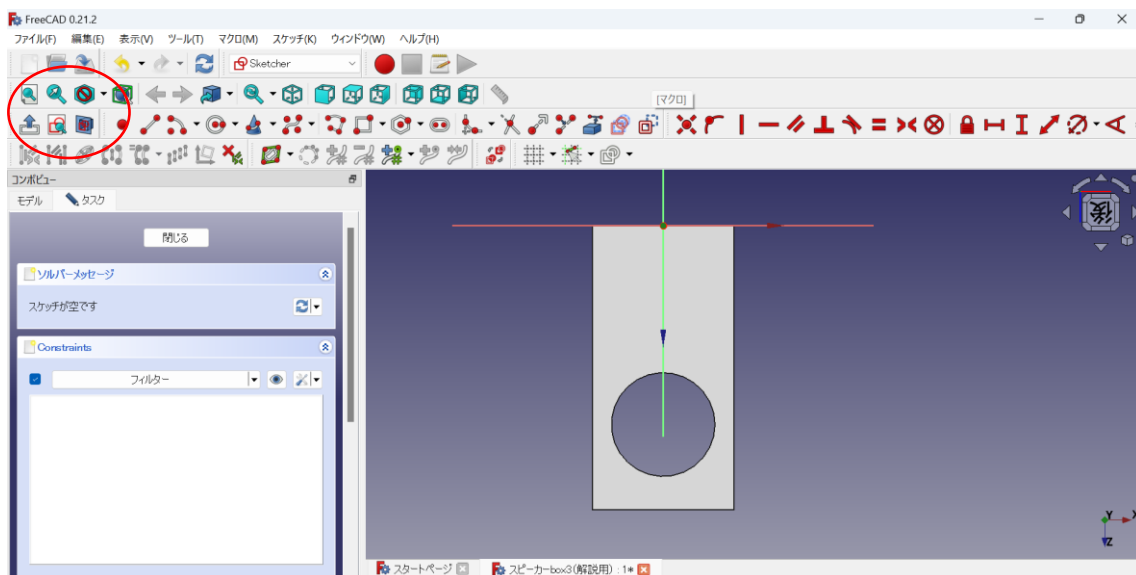 FreeCAD 0.21.2
ファイル(F) 編集(E) 表示(V) ツール(T) マクロ(M) スケッチ(K) ウィンドウ(W) ヘルプ(H)
Sketcher
[マクロ]
コンボビュー
モデル タスク
閉じる
ソルバーメッセージ
スケッチが空です
Constraints
フィルター
後
Y
X
Z
スタートページ スピーカーbox3(解説用) : 1*